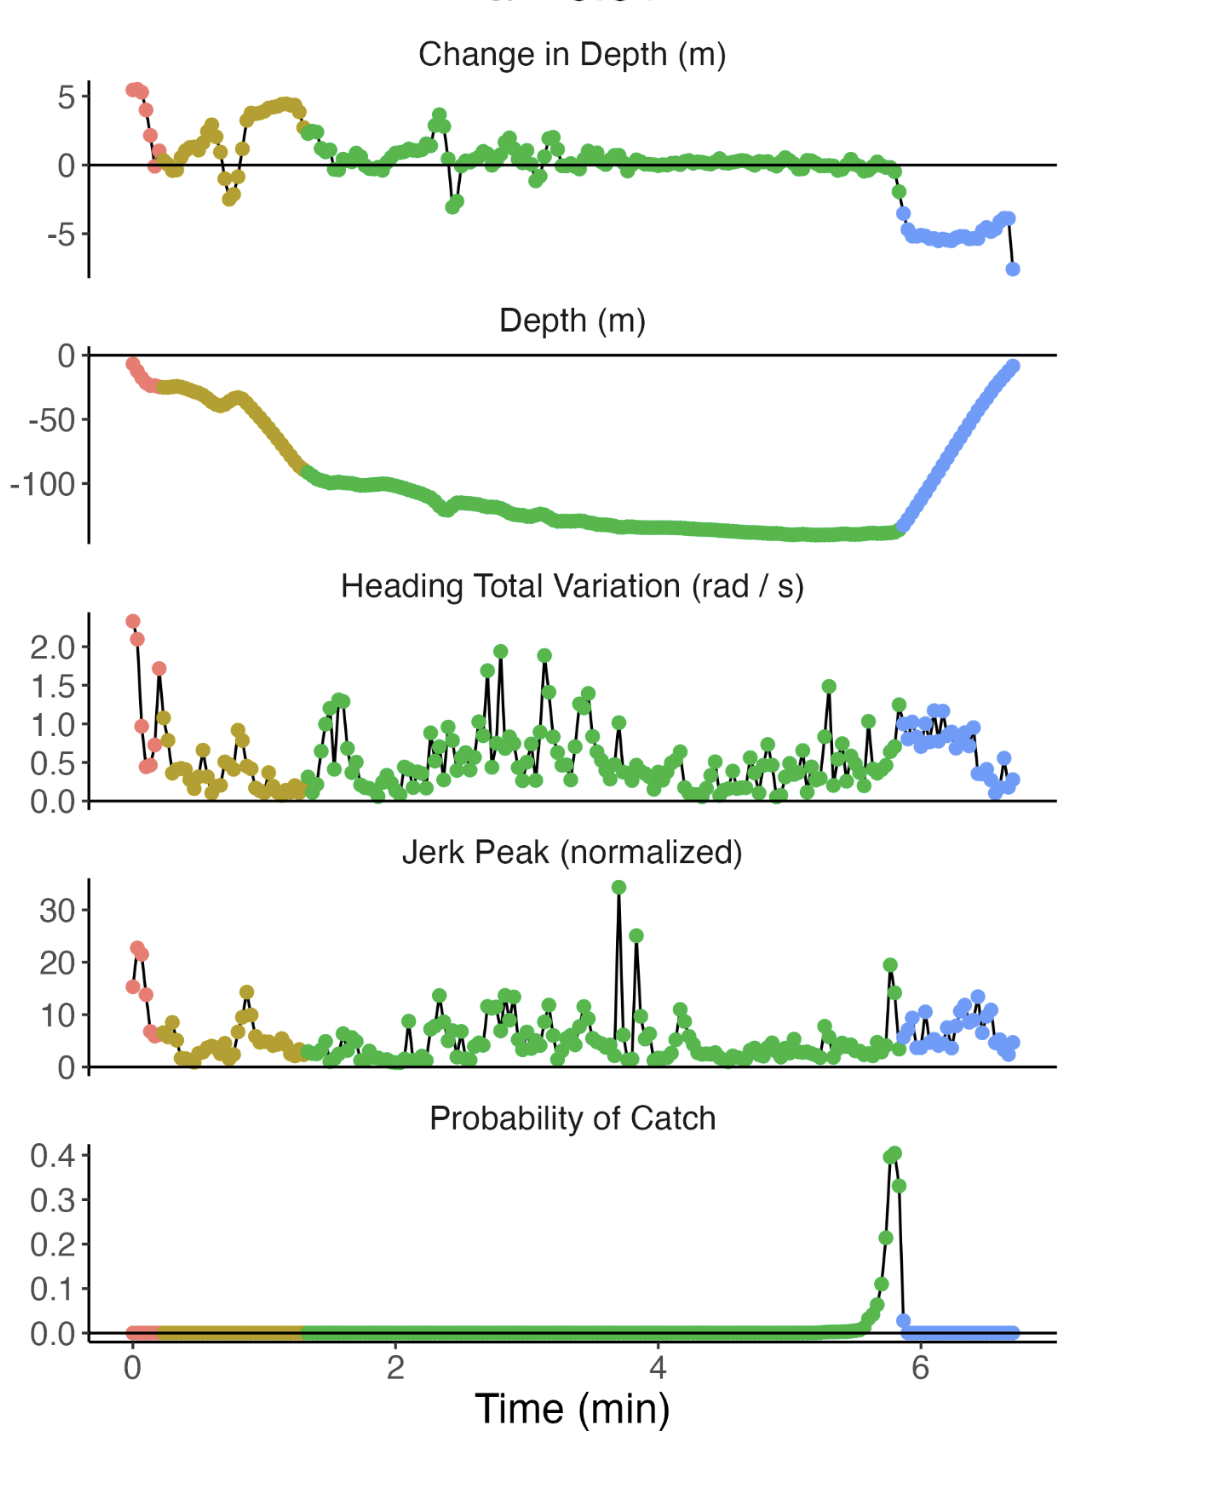 Change in Depth (m)
5
0
-5
Depth (m)
0
-50
-100
Heading Total Variation (rad / s)
2.0
1.5
1.0
0.5
0.0
Jerk Peak (normalized)
30
20
10
0
Probability of Catch
0.4
0.3
0.2
0.1
0.0
0 2 4 6
Time (min)